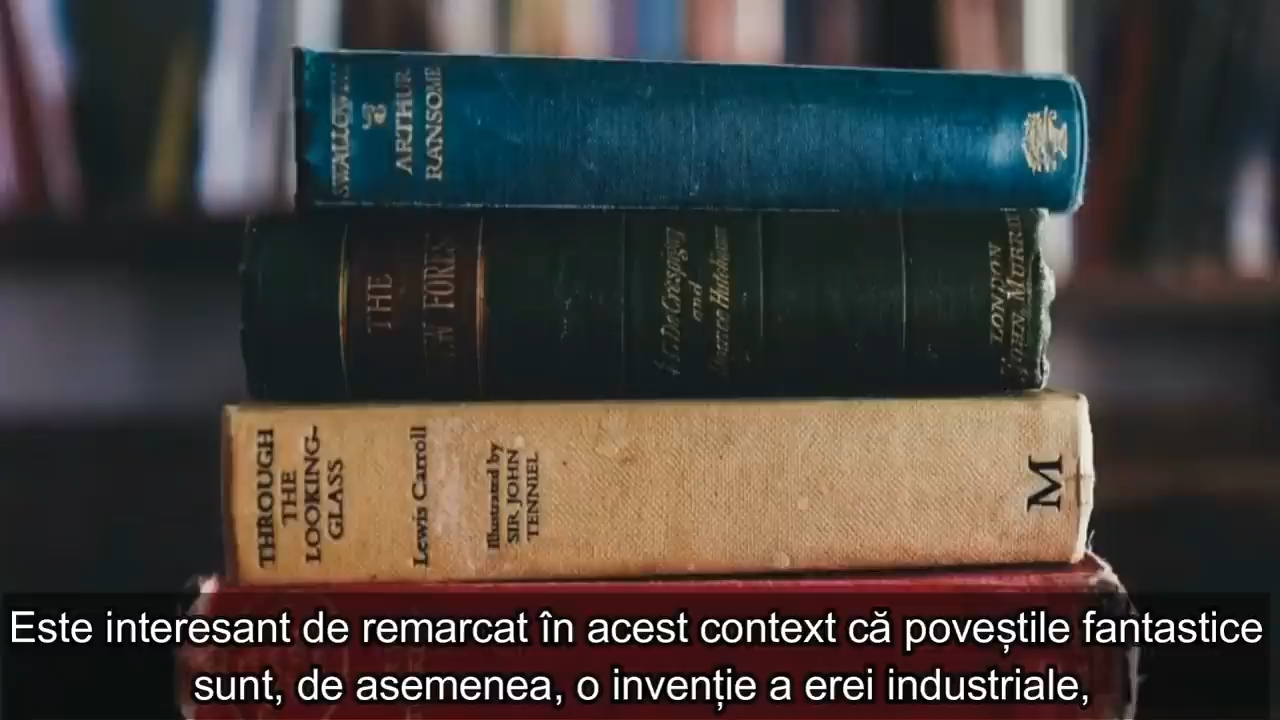 ARTHUR
RANSOME
THE
LONDON
THROUGH
THE
LOOKING-
GLASS
Lewis Carroll
Illustrated by
SIR JOHN
TENNIEL
M
Este interesant de remarcat în acest context că poveștile fantastice
sunt, de asemenea, o invenție a erei industriale,